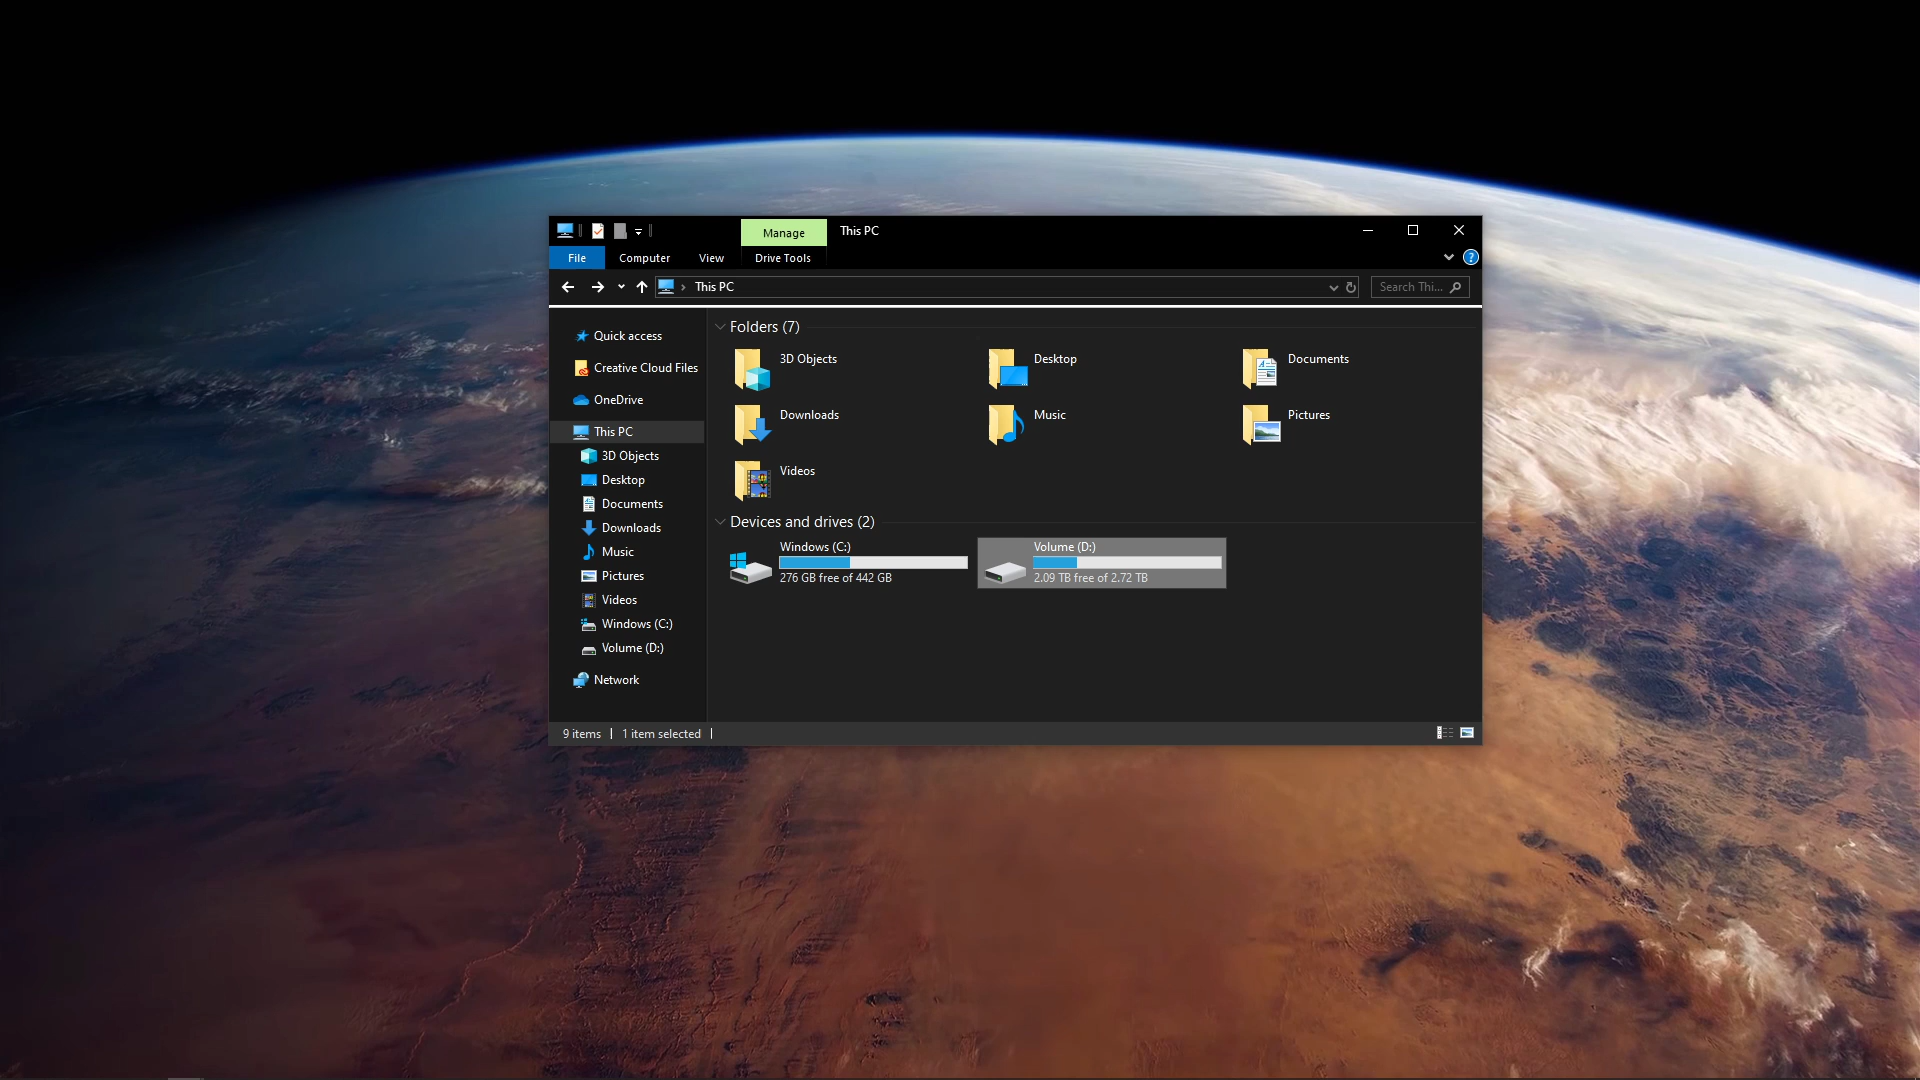 Manage
This PC
File
Computer
View
Drive Tools
This PC
Search Thi...
Quick access
Creative Cloud Files
OneDrive
This PC
3D Objects
Desktop
Documents
Downloads
Music
Pictures
Videos
Windows (C:)
Volume (D:)
Network
Folders (7)
3D Objects
Desktop
Documents
Downloads
Music
Pictures
Videos
Devices and drives (2)
Windows (C:)
276 GB free of 442 GB
Volume (D:)
2.09 TB free of 2.72 TB
9 items
1 item selected